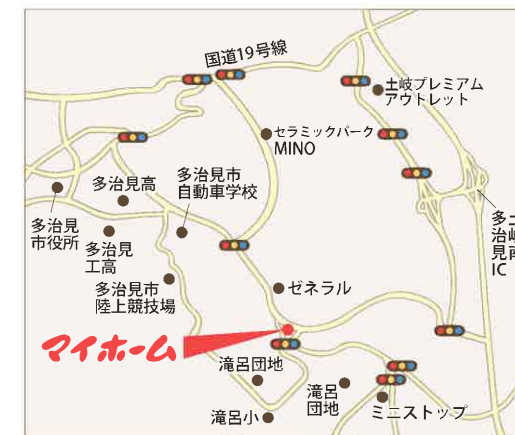 国道19号線
土岐プレミアム
アウトレット
セラミックパーク
MINO
多治見高
多治見市
自動車学校
多治見
市役所
多治見
工高
多治見市
陸上競技場
ゼネラル
マイホーム
滝呂団地
滝呂
団地
滝呂小
ミニストップ
多
治
見
IC